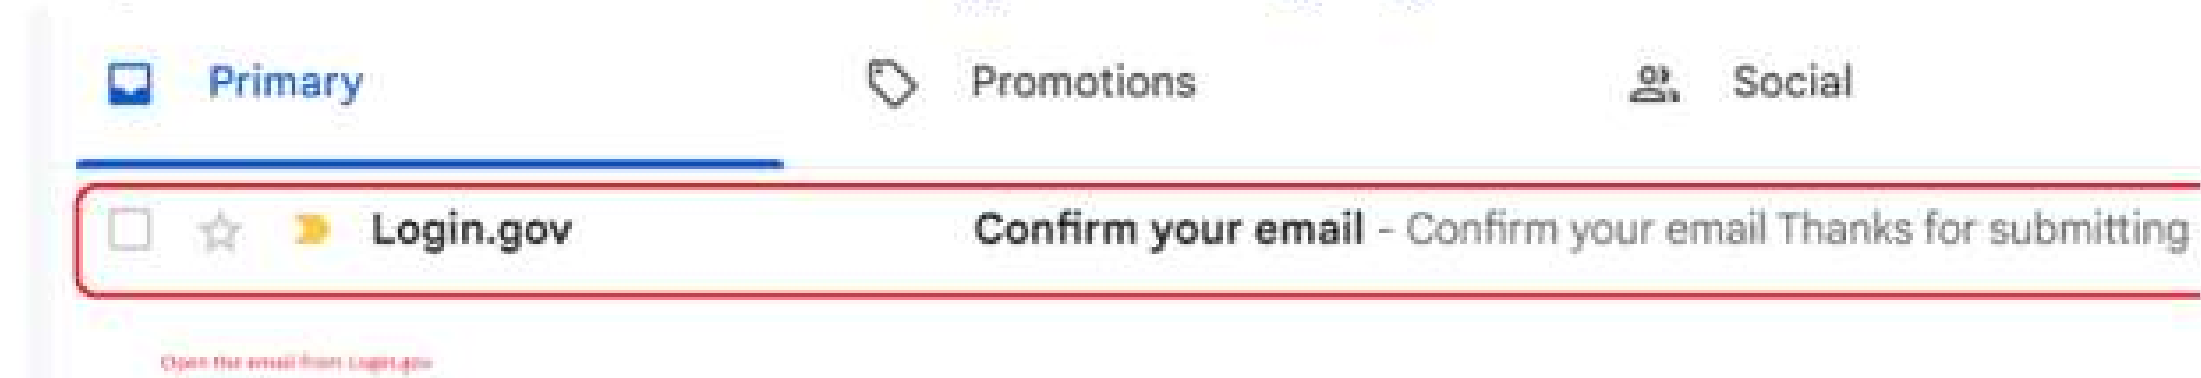 Primary Promotions Social
Login.gov Confirm your email - Confirm your email Thanks for submitting
Open the email from Login.gov